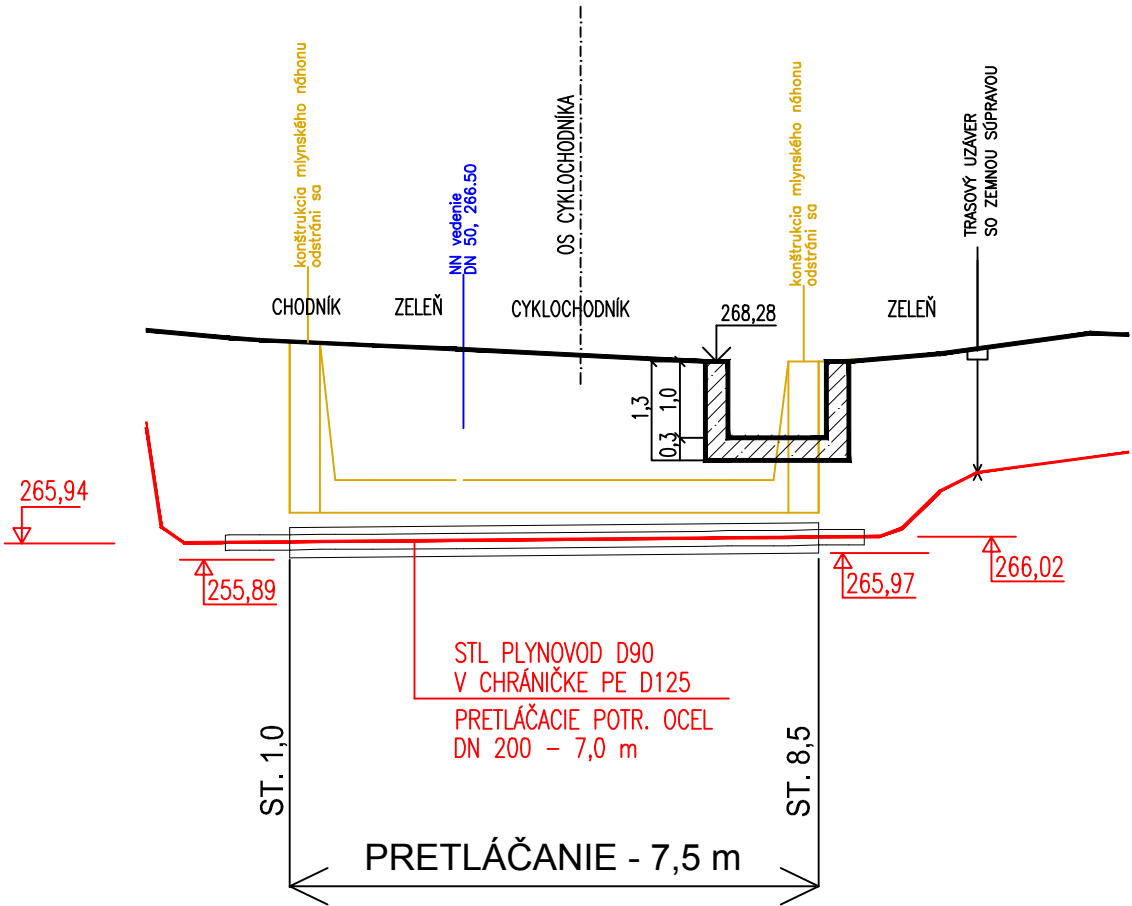 konštrukcia mlynského náhonu
odstráni sa
NN vedenie
DN 50, 266.50
OS CYKLOCHODNÍKA
konštrukcia mlynského náhonu
odstráni sa
TRASOVÝ UZÁVER
SO ZEMNOU SÚPRAVOU
CHODNÍK
ZELEŇ
CYKLOCHODNÍK
268,28
ZELEŇ
1,3
1,0
0,3
265,94
255,89
265,97
266,02
STL PLYNOVOD D90
V CHRÁNIČKE PE D125
PRETLÁČACIE POTR. OCEL
DN 200 – 7,0 m
ST. 1,0
ST. 8,5
PRETLÁČANIE - 7,5 m